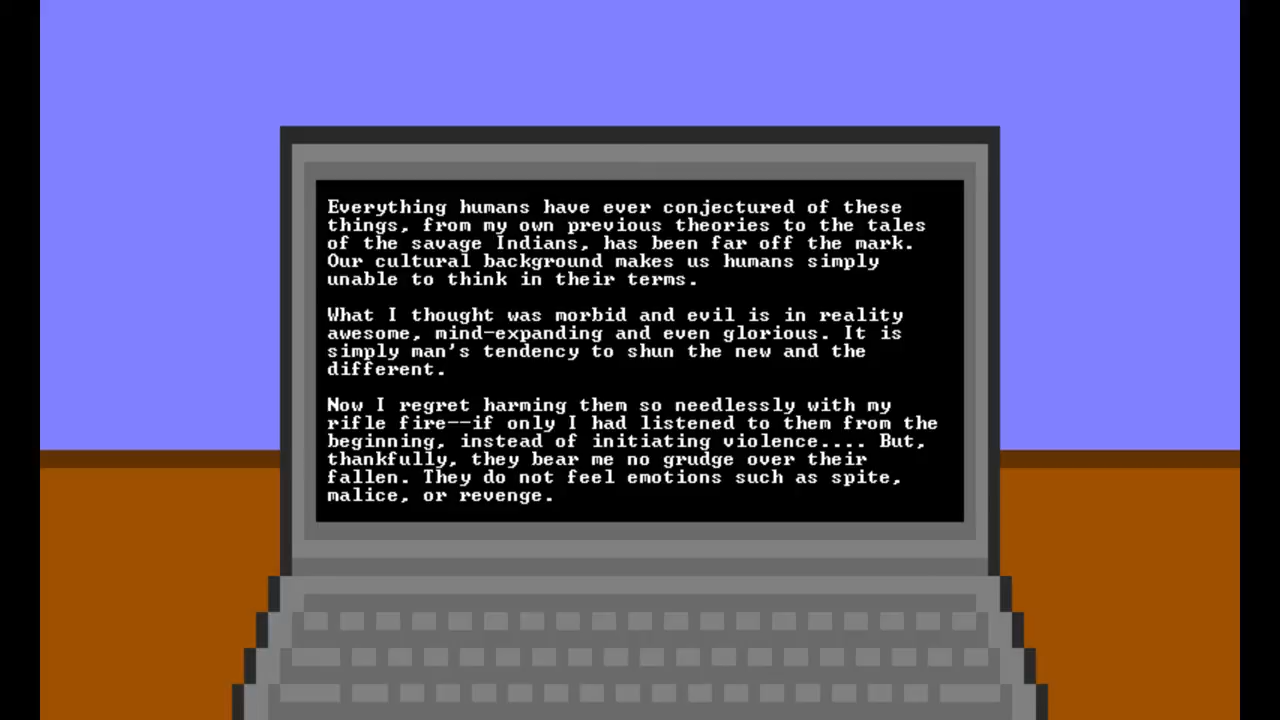 Everything humans have ever conjectured of these
things, from my own previous theories to the tales
of the savage Indians, has been far off the mark.
Our cultural background makes us humans simply
unable to think in their terms.
What I thought was morbid and evil is in reality
awesome, mind-expanding and even glorious. It is
simply man's tendency to shun the new and the
different.
Now I regret harming them so needlessly with my
rifle fire--if only I had listened to them from the
beginning, instead of initiating violence.... But,
thankfully, they bear me no grudge over their
fallen. They do not feel emotions such as spite,
malice, or revenge.